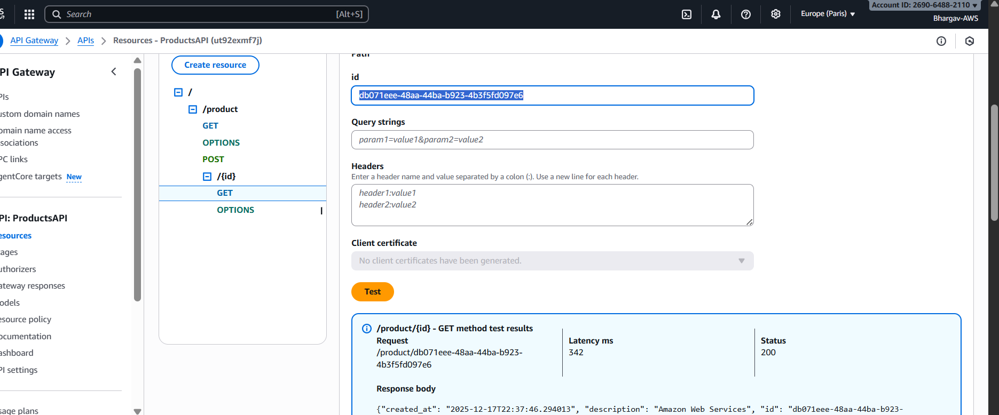 Search
[Alt+S]
Europe (Paris)
Account ID: 2690-6488-2110
Bhargav-AWS
API Gateway
APIs
Resources - ProductsAPI (ut92exmf7j)
PI Gateway
PIs
ustom domain names
omain name access
sociations
PC links
gentCore targets New
PI: ProductsAPI
esources
ages
uthorizers
ateway responses
odels
esource policy
ocumentation
ashboard
PI settings
sage plans
Create resource
/
/product
GET
OPTIONS
POST
/{id}
GET
OPTIONS
Path
id
db071eee-48aa-44ba-b923-4b3f5fd097e6
Query strings
param1=value1&param2=value2
Headers
Enter a header name and value separated by a colon (:). Use a new line for each header.
header1:value1
header2:value2
Client certificate
No client certificates have been generated.
Test
/product/{id} - GET method test results
Request
/product/db071eee-48aa-44ba-b923-
4b3f5fd097e6
Latency ms
342
Status
200
Response body
{"created_at": "2025-12-17T22:37:46.294013", "description": "Amazon Web Services", "id": "db071eee-48aa-44ba-b923-